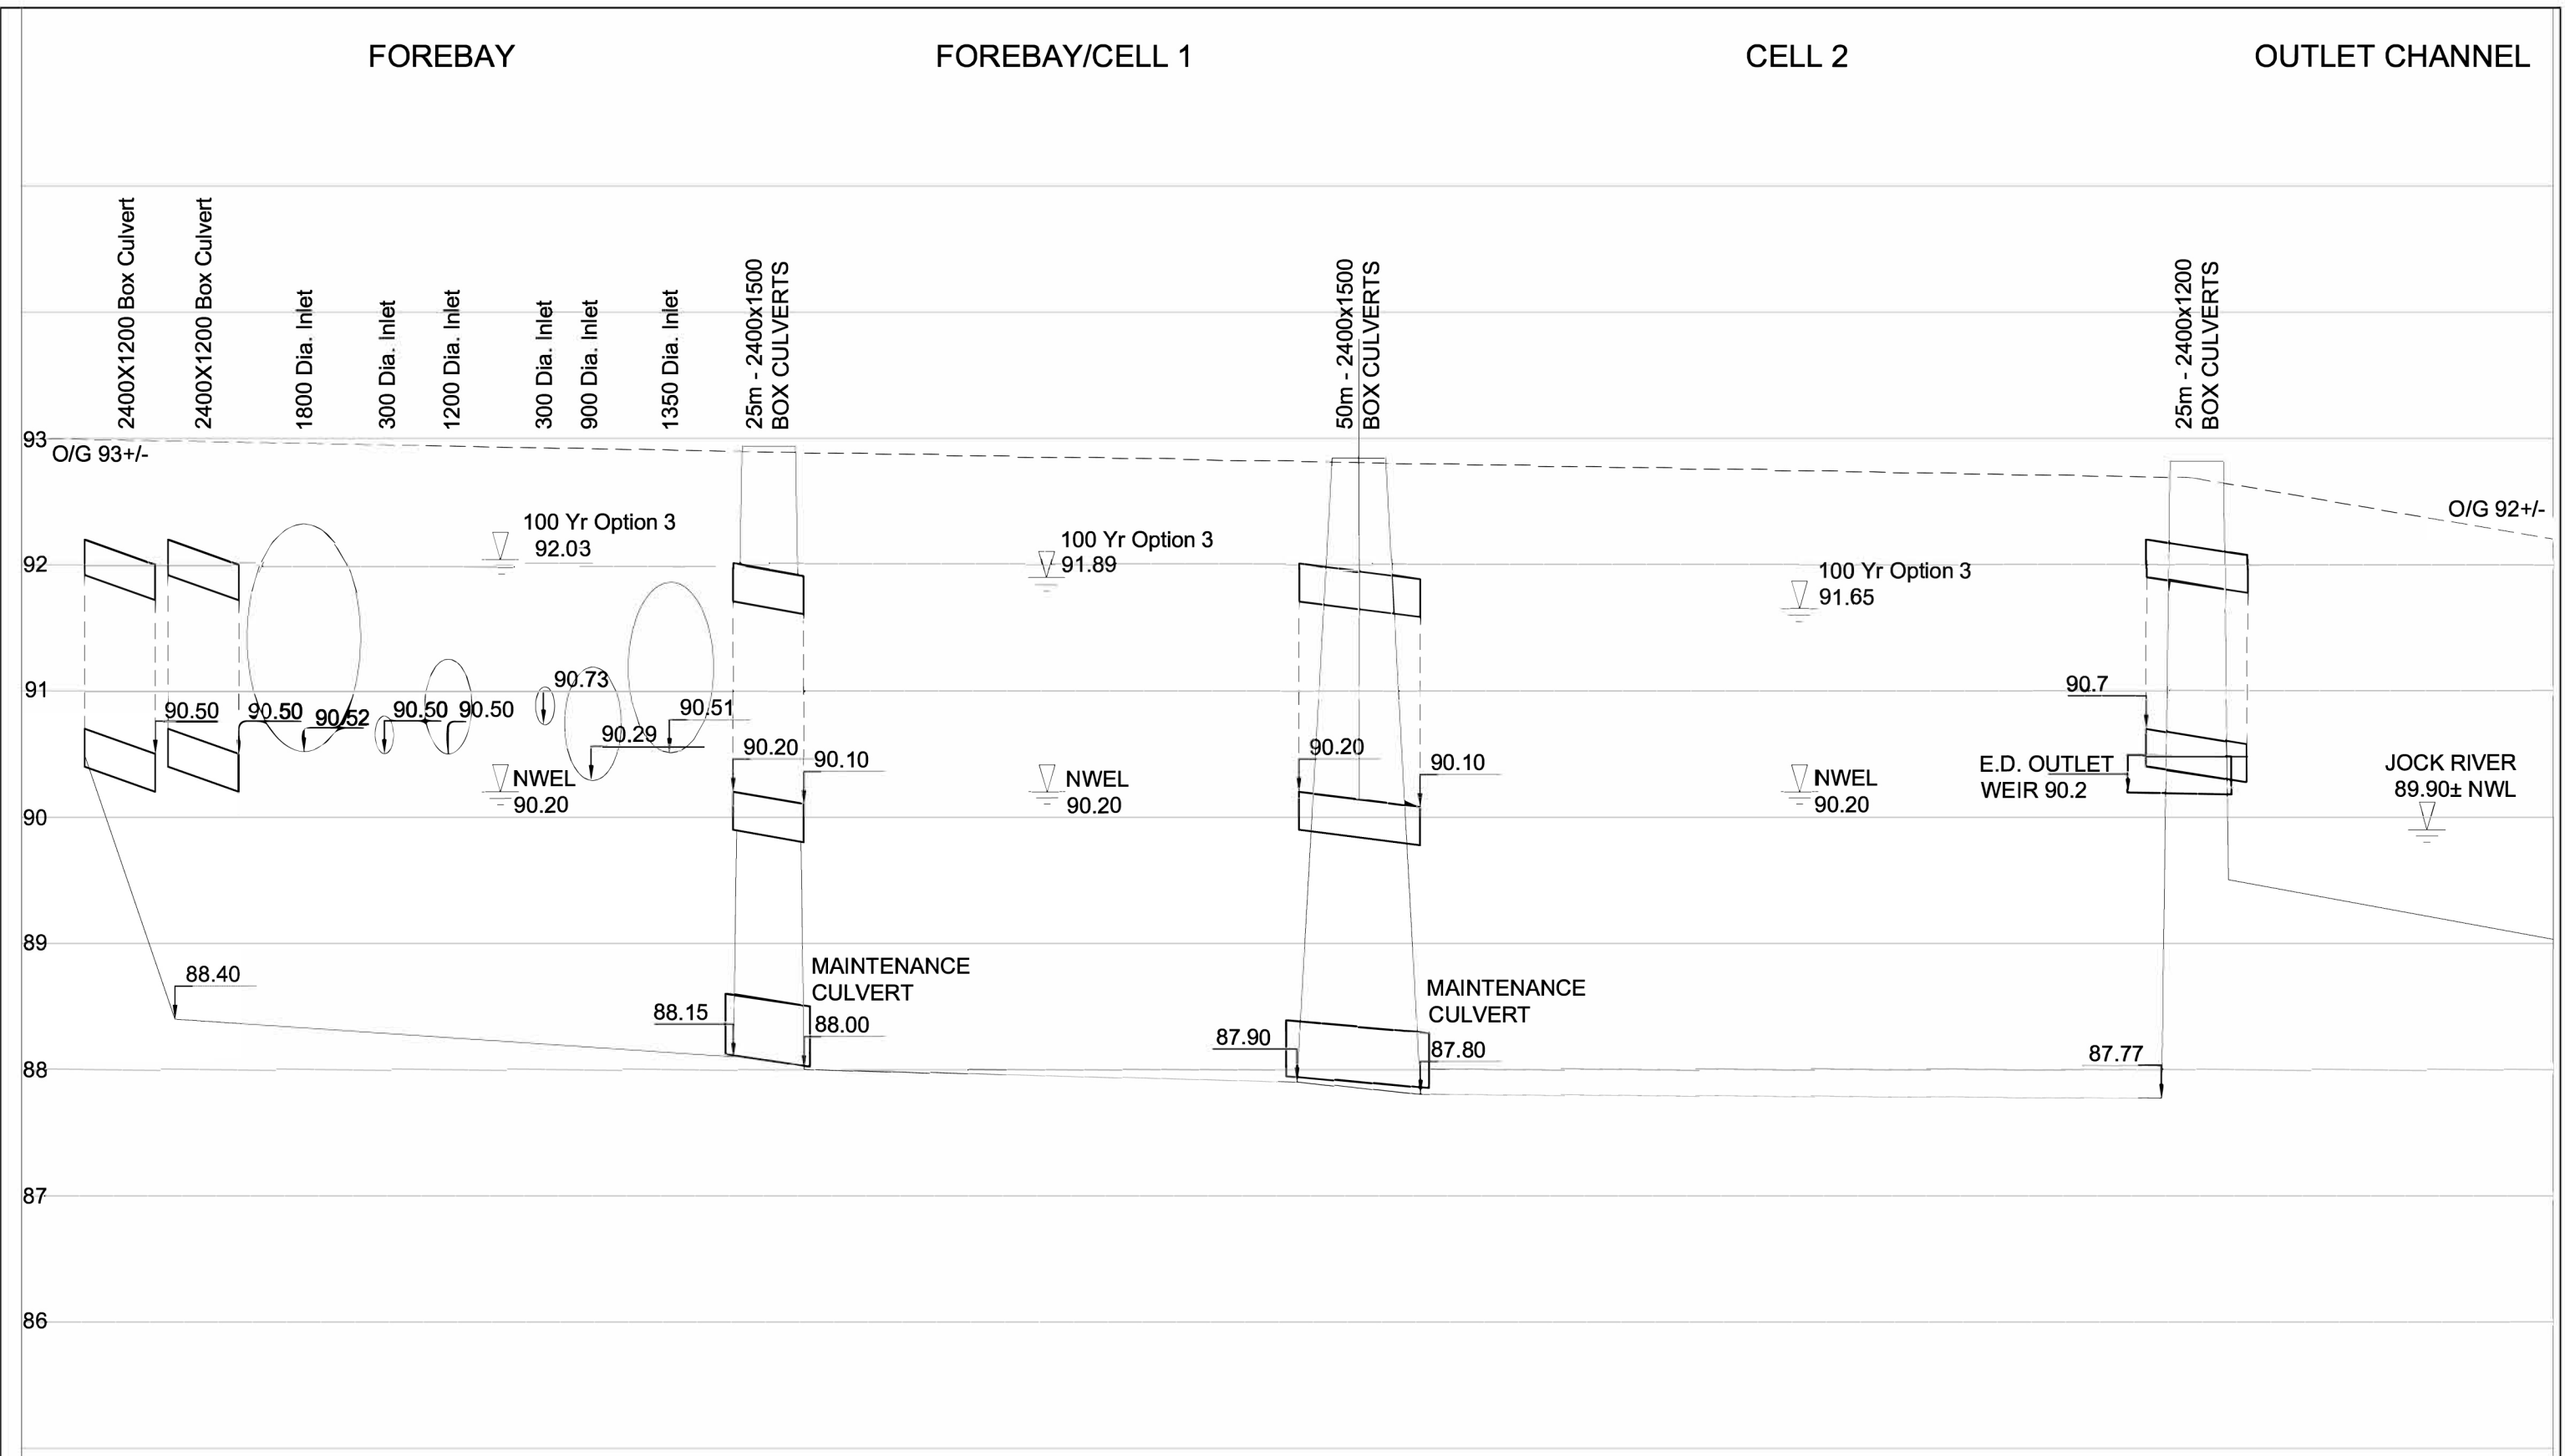 FOREBAY
FOREBAY/CELL 1
CELL 2
OUTLET CHANNEL
2400X1200 Box Culvert
2400X1200 Box Culvert
1800 Dia. Inlet
300 Dia. Inlet
1200 Dia. Inlet
300 Dia. Inlet
900 Dia. Inlet
1350 Dia. Inlet
25m - 2400x1500
BOX CULVERTS
50m - 2400x1500
BOX CULVERTS
25m - 2400x1200
BOX CULVERTS
93
O/G 93+/-
O/G 92+/-
100 Yr Option 3
92.03
100 Yr Option 3
91.89
100 Yr Option 3
91.65
92
91
90.50
90.50
90.52
90.50
90.50
90.73
90.29
90.51
90.20
90.10
90.20
90.10
90.7
NWEL
90.20
NWEL
90.20
NWEL
90.20
E.D. OUTLET
WEIR 90.2
JOCK RIVER
89.90± NWL
90
89
88.40
88.15
MAINTENANCE
CULVERT
88.00
87.90
MAINTENANCE
CULVERT
87.80
87.77
88
87
86